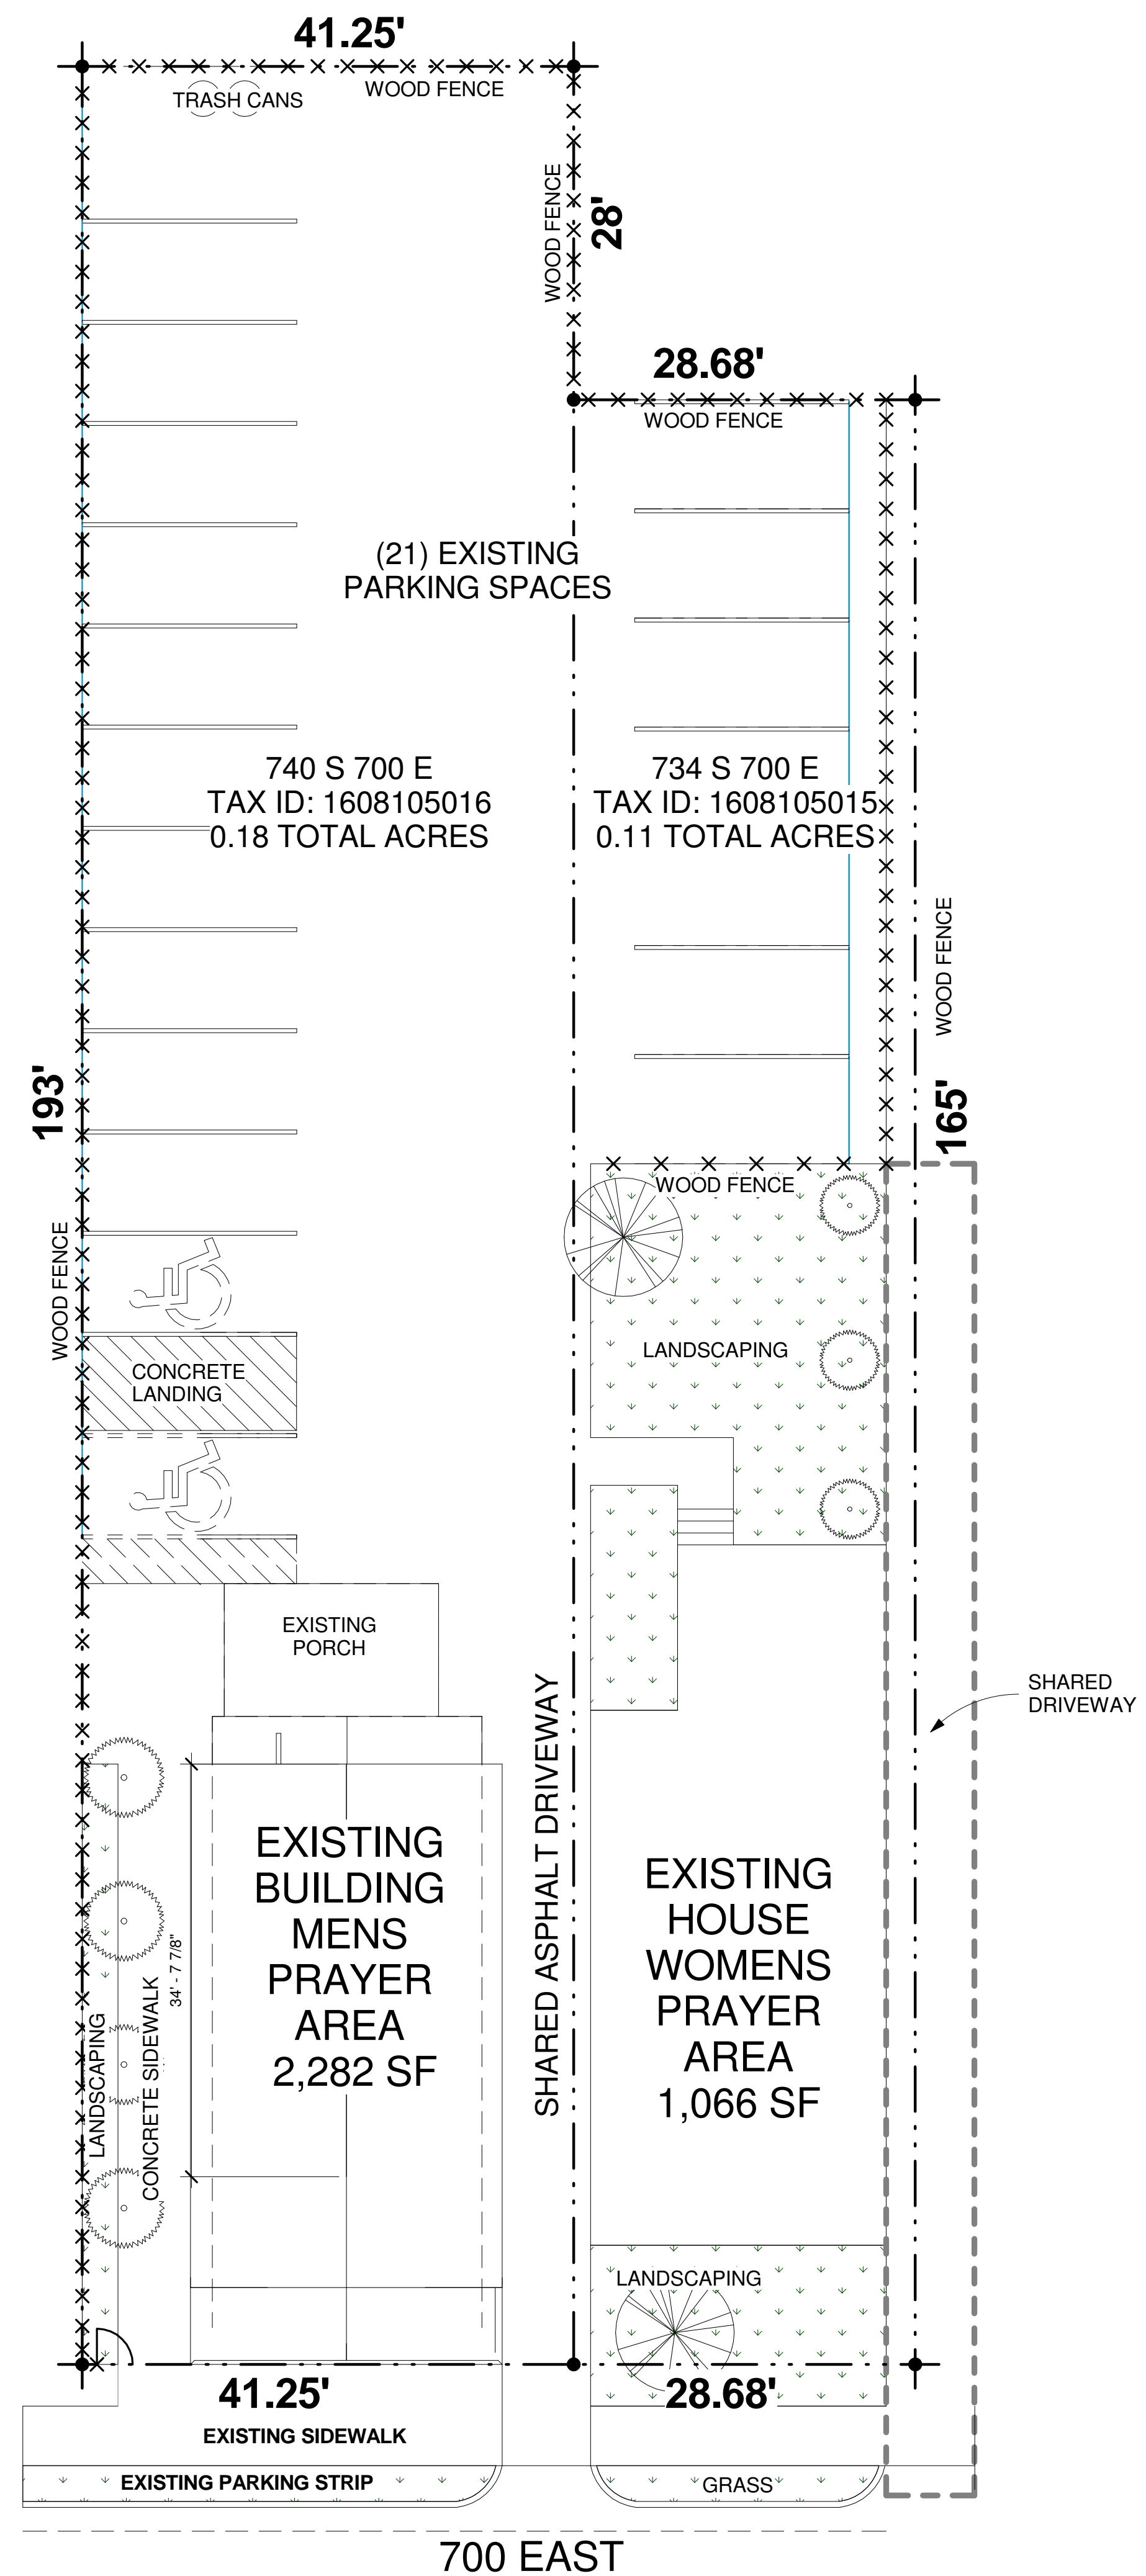 41.25'
TRASH CANS
WOOD FENCE
WOOD FENCE
28'
28.68'
WOOD FENCE
(21) EXISTING
PARKING SPACES
740 S 700 E
TAX ID: 1608105016
0.18 TOTAL ACRES
734 S 700 E
TAX ID: 1608105015
0.11 TOTAL ACRES
WOOD FENCE
193'
165'
WOOD FENCE
WOOD FENCE
CONCRETE
LANDING
LANDSCAPING
EXISTING
PORCH
SHARED ASPHALT DRIVEWAY
SHARED
DRIVEWAY
EXISTING
BUILDING
MENS
PRAYER
AREA
2,282 SF
EXISTING
HOUSE
WOMENS
PRAYER
AREA
1,066 SF
34' - 7 7/8"
CONCRETE SIDEWALK
LANDSCAPING
LANDSCAPING
41.25'
28.68'
EXISTING SIDEWALK
EXISTING PARKING STRIP
GRASS
700 EAST